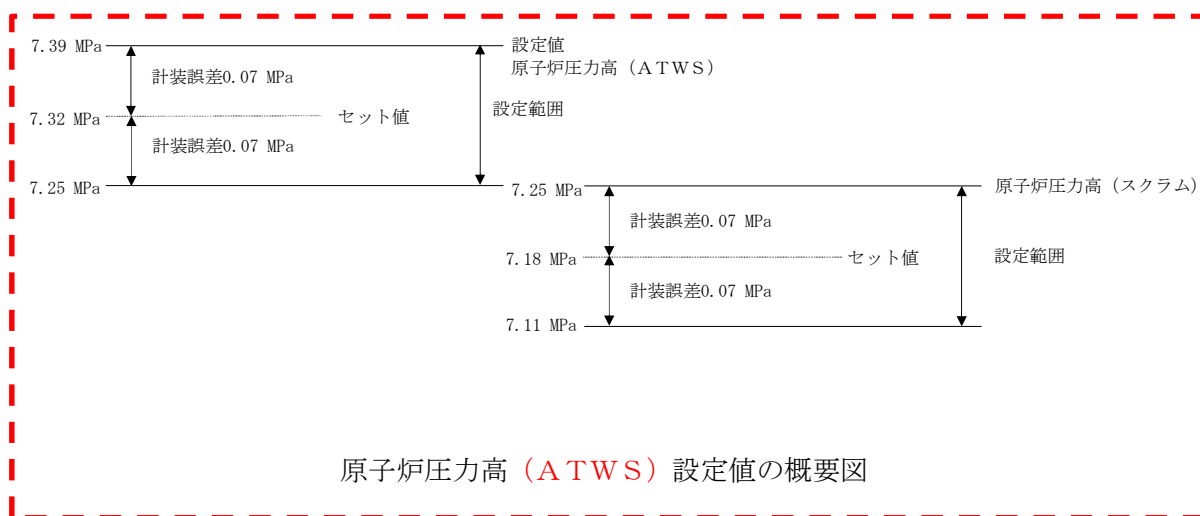 7.39 MPa
設定値
原子炉圧力高（ＡＴＷＳ）
計装誤差0.07 MPa
設定範囲
7.32 MPa
セット値
計装誤差0.07 MPa
7.25 MPa
7.25 MPa
原子炉圧力高（スクラム）
計装誤差0.07 MPa
7.18 MPa
セット値
設定範囲
計装誤差0.07 MPa
7.11 MPa
原子炉圧力高（ＡＴＷＳ）設定値の概要図